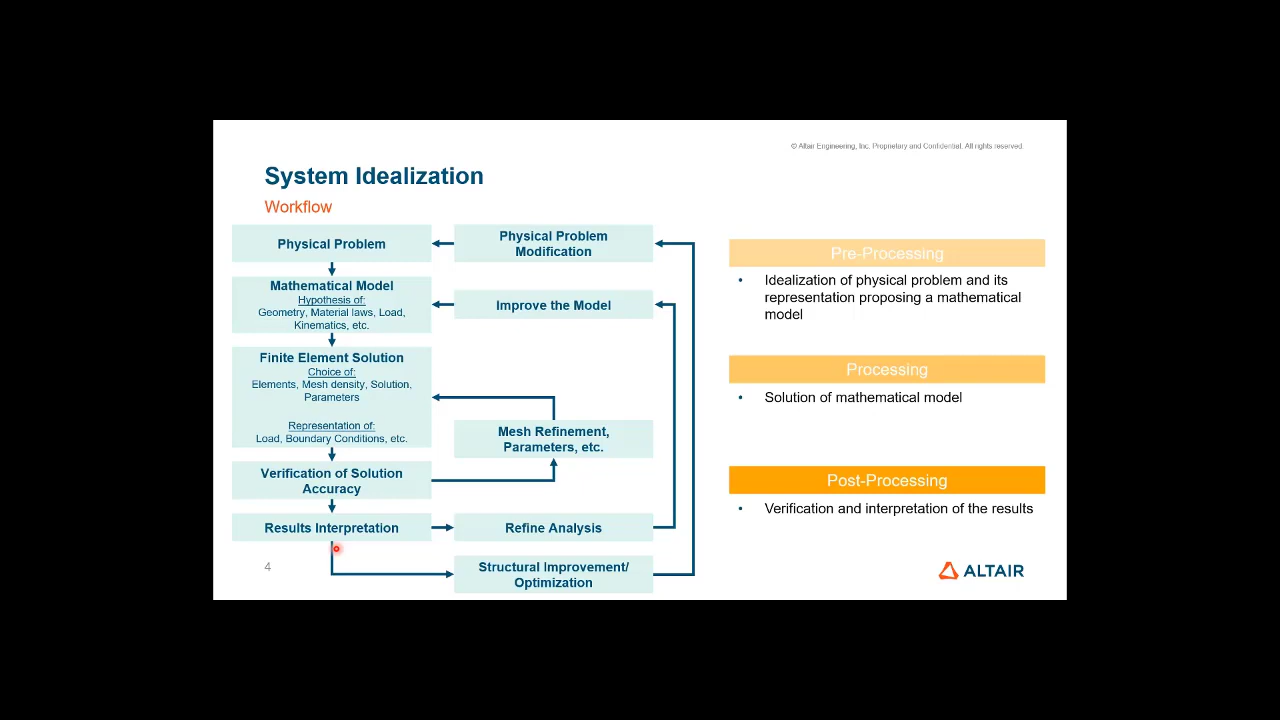 © Altair Engineering, Inc. Proprietary and Confidential. All rights reserved.
System Idealization
Workflow
Physical Problem
Physical Problem
Modification
Mathematical Model
Hypothesis of:
Geometry, Material laws, Load,
Kinematics, etc.
Improve the Model
Finite Element Solution
Choice of:
Elements, Mesh density, Solution,
Parameters
Representation of:
Load, Boundary Conditions, etc.
Mesh Refinement,
Parameters, etc.
Verification of Solution
Accuracy
Results Interpretation
Refine Analysis
Structural Improvement/
Optimization
Pre-Processing
• Idealization of physical problem and its
representation proposing a mathematical
model
Processing
• Solution of mathematical model
Post-Processing
• Verification and interpretation of the results
4
ALTAIR